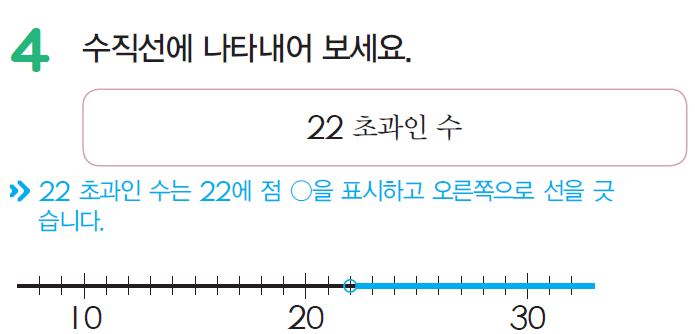 4 수직선에 나타내어 보세요.
22 초과인 수
22 초과인 수는 22에 점 ○을 표시하고 오른쪽으로 선을 긋
습니다.
10 20 30